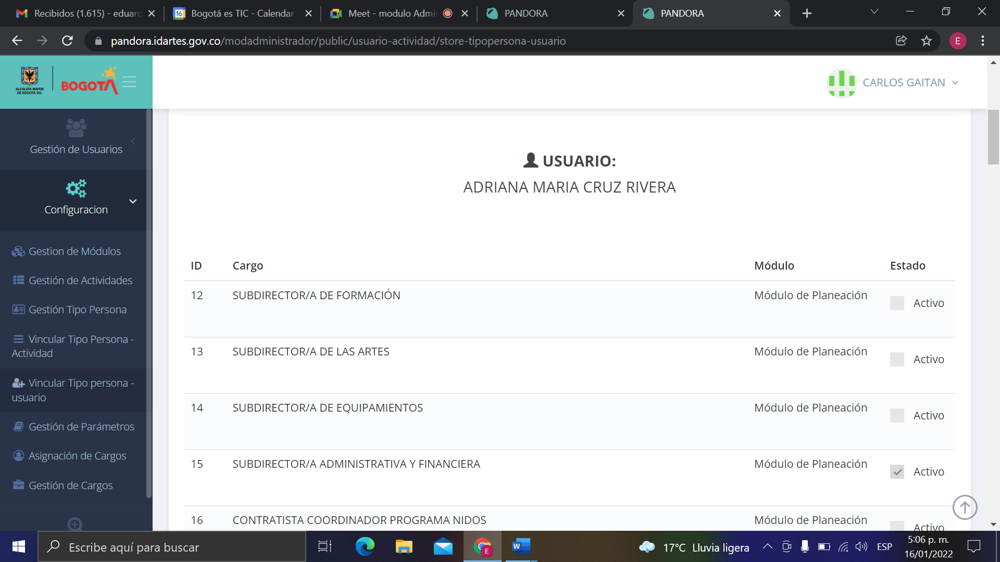 Recibidos (1.615) - eduard
Bogotá es TIC - Calendar
Meet - modulo Admi
PANDORA
PANDORA
pandora.idartes.gov.co/modadministrador/public/usuario-actividad/store-tipopersona-usuario
E
ALCALDÍA MAYOR
DE BOGOTÁ D.C.
BOGOTÁ
CARLOS GAITAN
Gestión de Usuarios
Configuracion
Gestion de Módulos
Gestión de Actividades
Gestión Tipo Persona
Vincular Tipo Persona -
Actividad
Vincular Tipo persona -
usuario
Gestión de Parámetros
Asignación de Cargos
Gestión de Cargos
USUARIO:
ADRIANA MARIA CRUZ RIVERA
ID Cargo Módulo Estado
12 SUBDIRECTOR/A DE FORMACIÓN Módulo de Planeación Activo
13 SUBDIRECTOR/A DE LAS ARTES Módulo de Planeación Activo
14 SUBDIRECTOR/A DE EQUIPAMIENTOS Módulo de Planeación Activo
15 SUBDIRECTOR/A ADMINISTRATIVA Y FINANCIERA Módulo de Planeación Activo
16 CONTRATISTA COORDINADOR PROGRAMA NIDOS Módulo de Planeación Activo
Escribe aquí para buscar
17°C Lluvia ligera
ESP
5:06 p. m.
16/01/2022